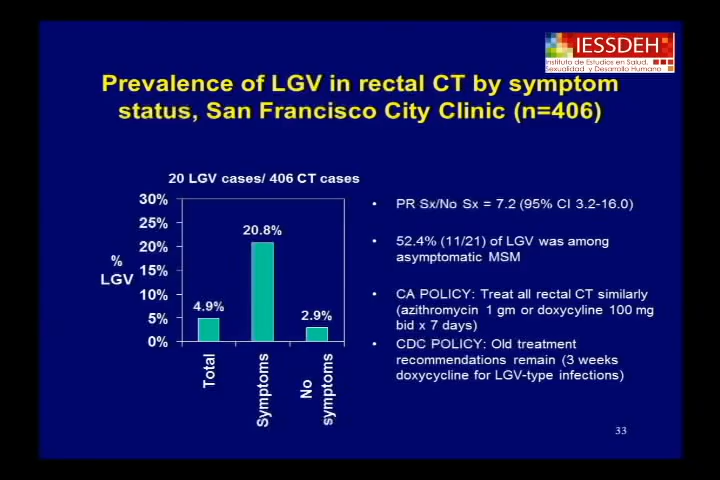 IESSDEH
Instituto de Estudios en Salud,
Sexualidad y Desarrollo Humano
Prevalence of LGV in rectal CT by symptom
status, San Francisco City Clinic (n=406)
20 LGV cases/ 406 CT cases
30%
25%
20%
15%
10%
5%
0%
%
LGV
4.9%
20.8%
2.9%
Total
Symptoms
No
symptoms
• PR Sx/No Sx = 7.2 (95% CI 3.2-16.0)
• 52.4% (11/21) of LGV was among
asymptomatic MSM
• CA POLICY: Treat all rectal CT similarly
(azithromycin 1 gm or doxycyline 100 mg
bid x 7 days)
• CDC POLICY: Old treatment
recommendations remain (3 weeks
doxycycline for LGV-type infections)
33